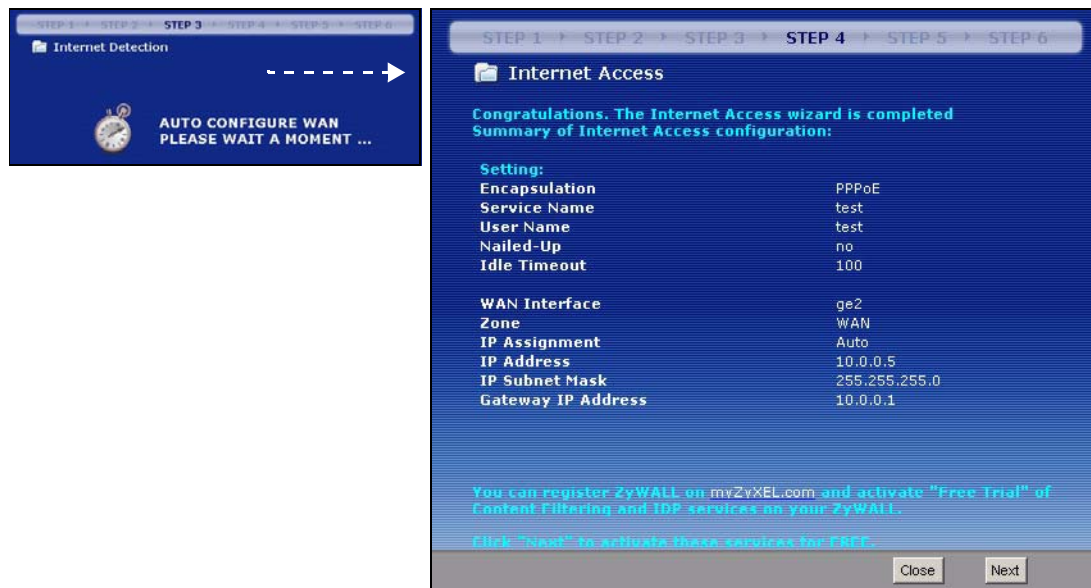 STEP 1 STEP 2 STEP 3 STEP 4 STEP 5 STEP 6
Internet Detection
AUTO CONFIGURE WAN
PLEASE WAIT A MOMENT ...
STEP 1 STEP 2 STEP 3 STEP 4 STEP 5 STEP 6
Internet Access
Congratulations. The Internet Access wizard is completed
Summary of Internet Access configuration:
Setting:
Encapsulation PPPoE
Service Name test
User Name test
Nailed-Up no
Idle Timeout 100
WAN Interface ge2
Zone WAN
IP Assignment Auto
IP Address 10.0.0.5
IP Subnet Mask 255.255.255.0
Gateway IP Address 10.0.0.1
You can register ZyWALL on myZyXEL.com and activate "Free Trial" of
Content Filtering and IDP services on your ZyWALL.
Click "Next" to activate these services for FREE.
Close Next